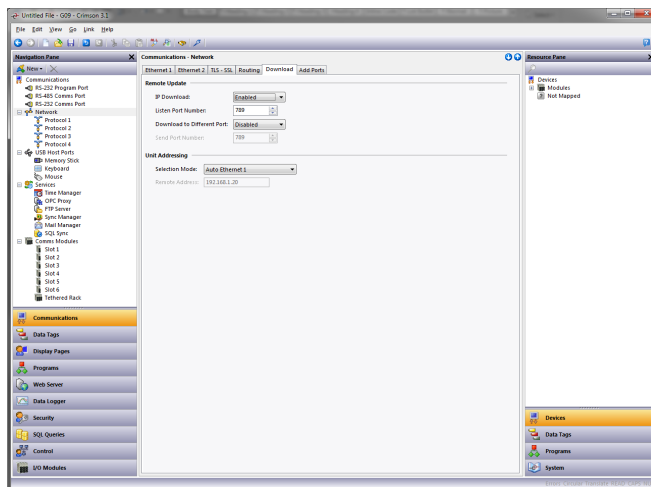 Untitled File - G09 - Crimson 3.1
File Edit View Go Link Help
Navigation Pane
New
Communications
RS-232 Program Port
RS-485 Comms Port
RS-232 Comms Port
Network
Protocol 1
Protocol 2
Protocol 3
Protocol 4
USB Host Ports
Memory Stick
Keyboard
Mouse
Services
Time Manager
OPC Proxy
FTP Server
Sync Manager
Mail Manager
SQL Sync
Comms Modules
Slot 1
Slot 2
Slot 3
Slot 4
Slot 5
Slot 6
Tethered Rack
Communications
Data Tags
Display Pages
Programs
Web Server
Data Logger
Security
SQL Queries
Control
I/O Modules
Communications - Network
Ethernet 1 Ethernet 2 TLS - SSL Routing Download Add Ports
Remote Update
IP Download: Enabled
Listen Port Number: 789
Download to Different Port: Disabled
Send Port Number: 789
Unit Addressing
Selection Mode: Auto Ethernet 1
Remote Address: 192.168.1.20
Resource Pane
Devices
Modules
Not Mapped
Devices
Data Tags
Programs
System
Errors Circular Translate READ CAPS